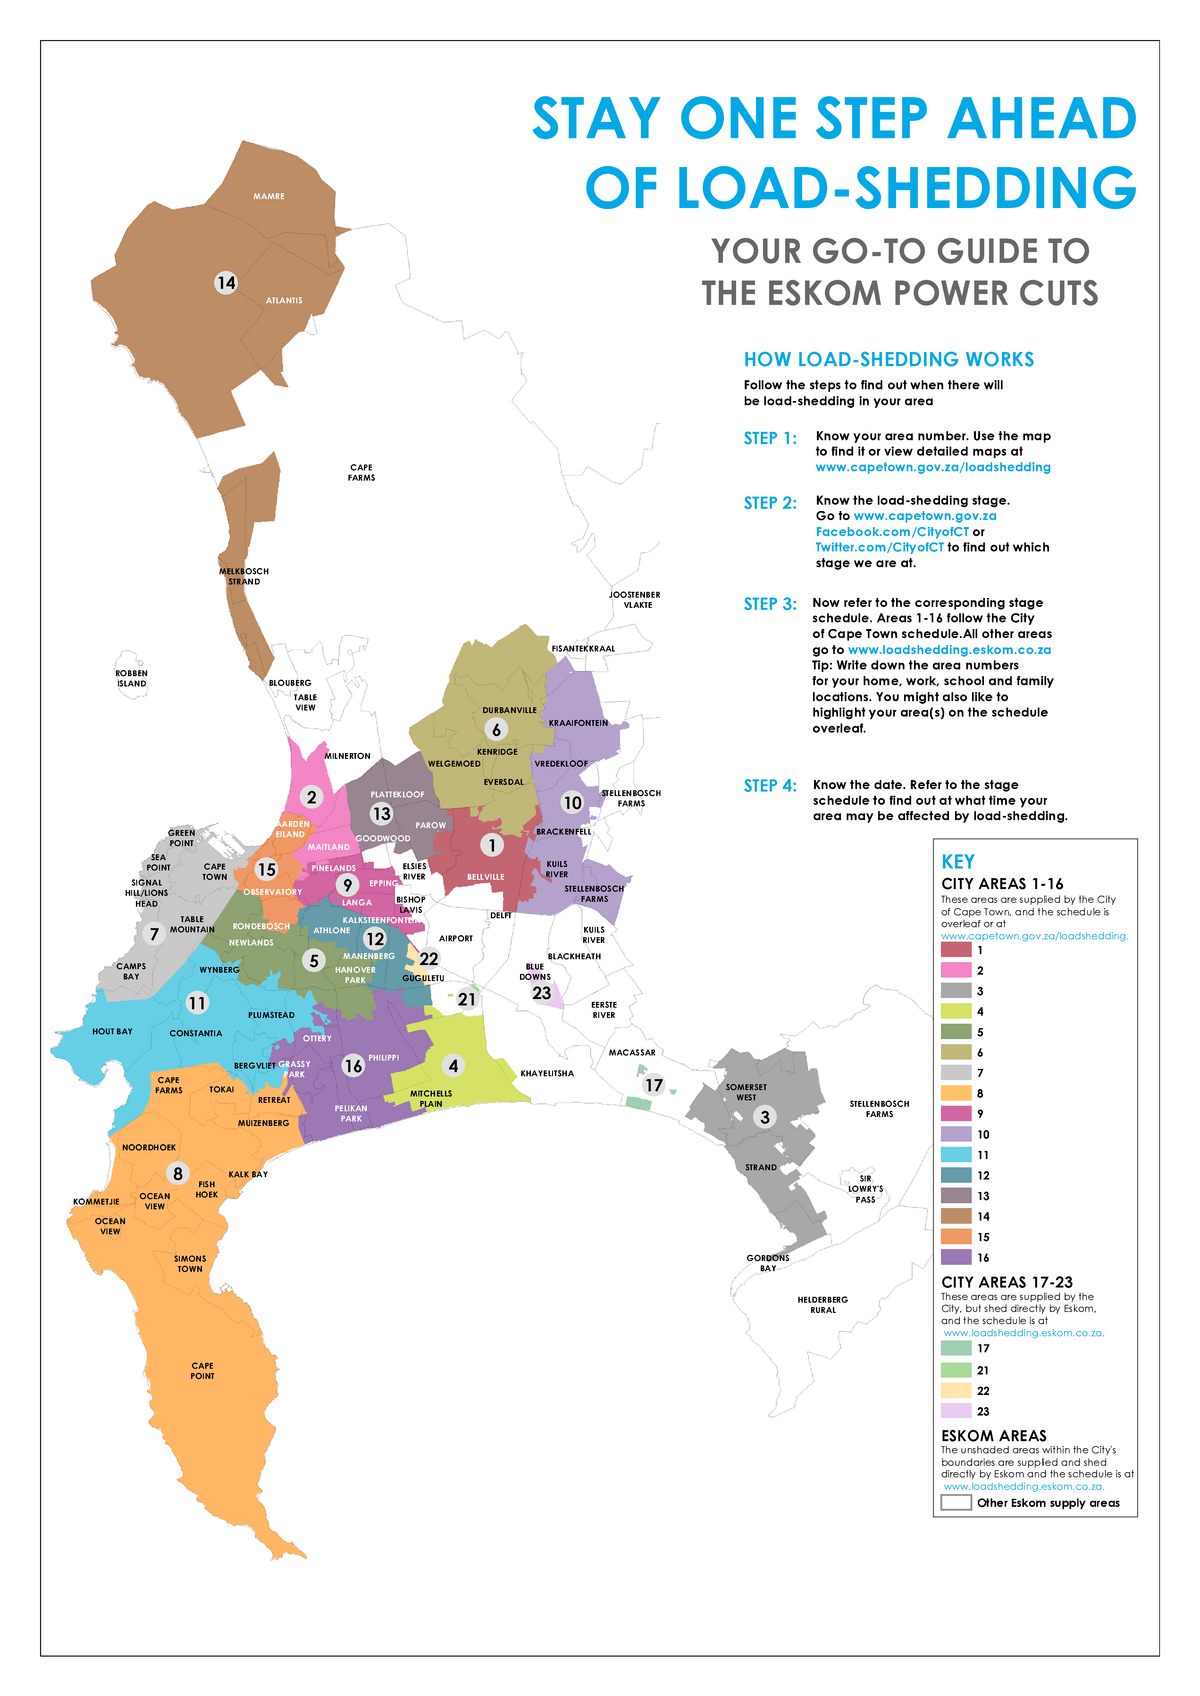 STAY ONE STEP AHEAD
OF LOAD-SHEDDING
YOUR GO-TO GUIDE TO
THE ESKOM POWER CUTS
HOW LOAD-SHEDDING WORKS
Follow the steps to find out when there will
be load-shedding in your area
STEP 1:
Know your area number. Use the map
to find it or view detailed maps at
www.capetown.gov.za/loadshedding
STEP 2:
Know the load-shedding stage.
Go to www.capetown.gov.za
Facebook.com/CityofCT or
Twitter.com/CityofCT to find out which
stage we are at.
STEP 3:
Now refer to the corresponding stage
schedule. Areas 1-16 follow the City
of Cape Town schedule.All other areas
go to www.loadshedding.eskom.co.za
Tip: Write down the area numbers
for your home, work, school and family
locations. You might also like to
highlight your area(s) on the schedule
overleaf.
STEP 4:
Know the date. Refer to the stage
schedule to find out at what time your
area may be affected by load-shedding.
MAMRE
14
ATLANTIS
CAPE
FARMS
MELKBOSCH
STRAND
JOOSTENBER
VLAKTE
FISANTEKKRAAL
ROBBEN
ISLAND
BLOUBERG
TABLE
VIEW
DURBANVILLE
6
KRAAIFONTEIN
KENRIDGE
MILNERTON
WELGEMOED
VREDEKLOOF
EVERSDAL
2
PLATTEKLOOF
13
10
STELLENBOSCH
FARMS
PAROW
AARDEN
EILAND
GOODWOOD
MAITLAND
1
BRACKENFELL
GREEN
POINT
SEA
POINT
CAPE
TOWN
15
PINELANDS
9
EPPING
ELSIES
RIVER
BELLVILLE
KUILS
RIVER
SIGNAL
HILL/LIONS
HEAD
OBSERVATORY
LANGA
BISHOP
LAVIS
STELLENBOSCH
FARMS
DELFT
TABLE
MOUNTAIN
7
RONDEBOSCH
NEWLANDS
KALKSTEENFONTEIN
ATHLONE
12
AIRPORT
KUILS
RIVER
MANENBERG
22
BLACKHEATH
CAMPS
BAY
WYNBERG
5
HANOVER
PARK
GUGULETU
BLUE
DOWNS
23
11
21
PLUMSTEAD
EERSTE
RIVER
HOUT BAY
CONSTANTIA
OTTERY
MACASSAR
BERGVLIET
GRASSY
PARK
16
PHILIPPI
4
KHAYELITSHA
17
CAPE
FARMS
TOKAI
RETREAT
MITCHELLS
PLAIN
SOMERSET
WEST
3
STELLENBOSCH
FARMS
PELIKAN
PARK
MUIZENBERG
NOORDHOEK
8
KALK BAY
STRAND
FISH
HOEK
SIR
LOWRY'S
PASS
KOMMETJIE
OCEAN
VIEW
OCEAN
VIEW
SIMONS
TOWN
GORDONS
BAY
HELDERBERG
RURAL
CAPE
POINT
KEY
CITY AREAS 1-16
These areas are supplied by the City
of Cape Town, and the schedule is
overleaf or at
www.capetown.gov.za/loadshedding.
1
2
3
4
5
6
7
8
9
10
11
12
13
14
15
16
CITY AREAS 17-23
These areas are supplied by the
City, but shed directly by Eskom,
and the schedule is at
www.loadshedding.eskom.co.za.
17
21
22
23
ESKOM AREAS
The unshaded areas within the City's
boundaries are supplied and shed
directly by Eskom and the schedule is at
www.loadshedding.eskom.co.za.
Other Eskom supply areas